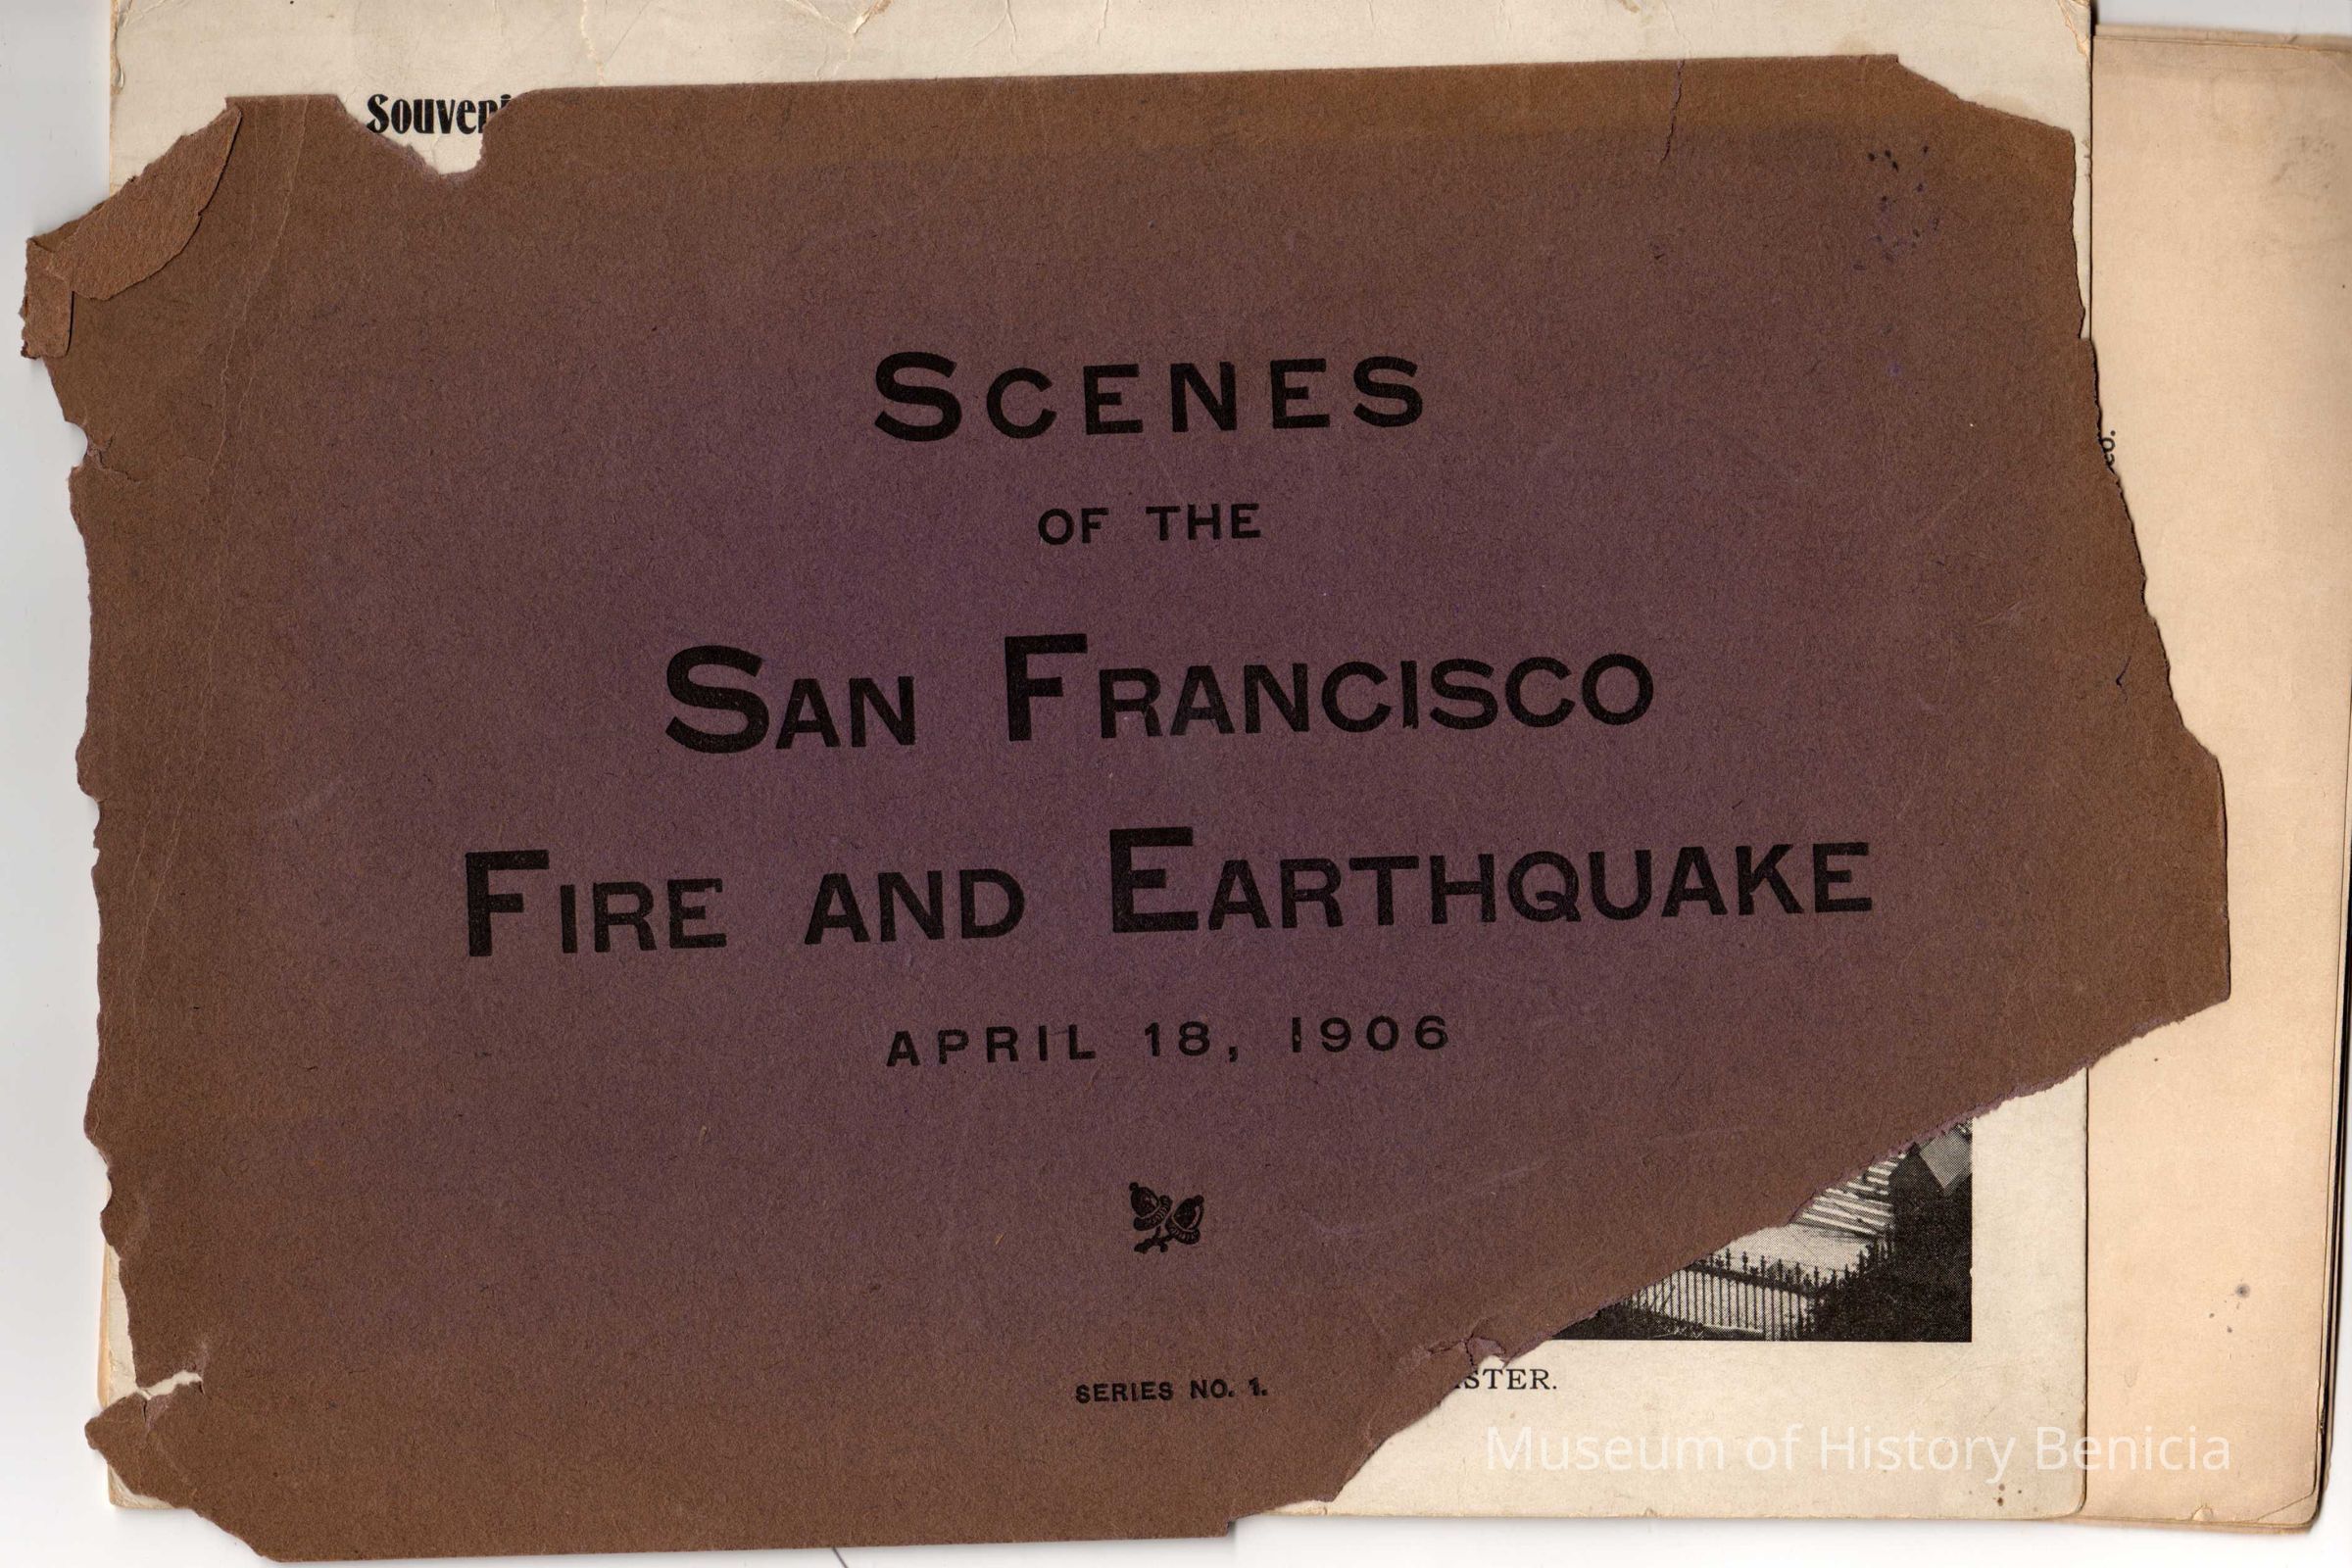 Souveni
SCENES
OF THE
SAN FRANCISCO
FIRE AND EARTHQUAKE
APRIL 18, 1906
SERIES NO. 1.
STER.
Museum of History Benicia